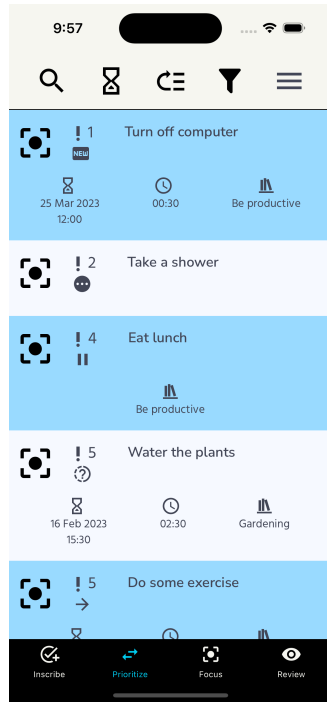 9:57
1
Turn off computer
NEW
25 Mar 2023
12:00
00:30
Be productive
2
Take a shower
4
Eat lunch
Be productive
5
Water the plants
16 Feb 2023
15:30
02:30
Gardening
5
Do some exercise
Inscribe
Prioritize
Focus
Review